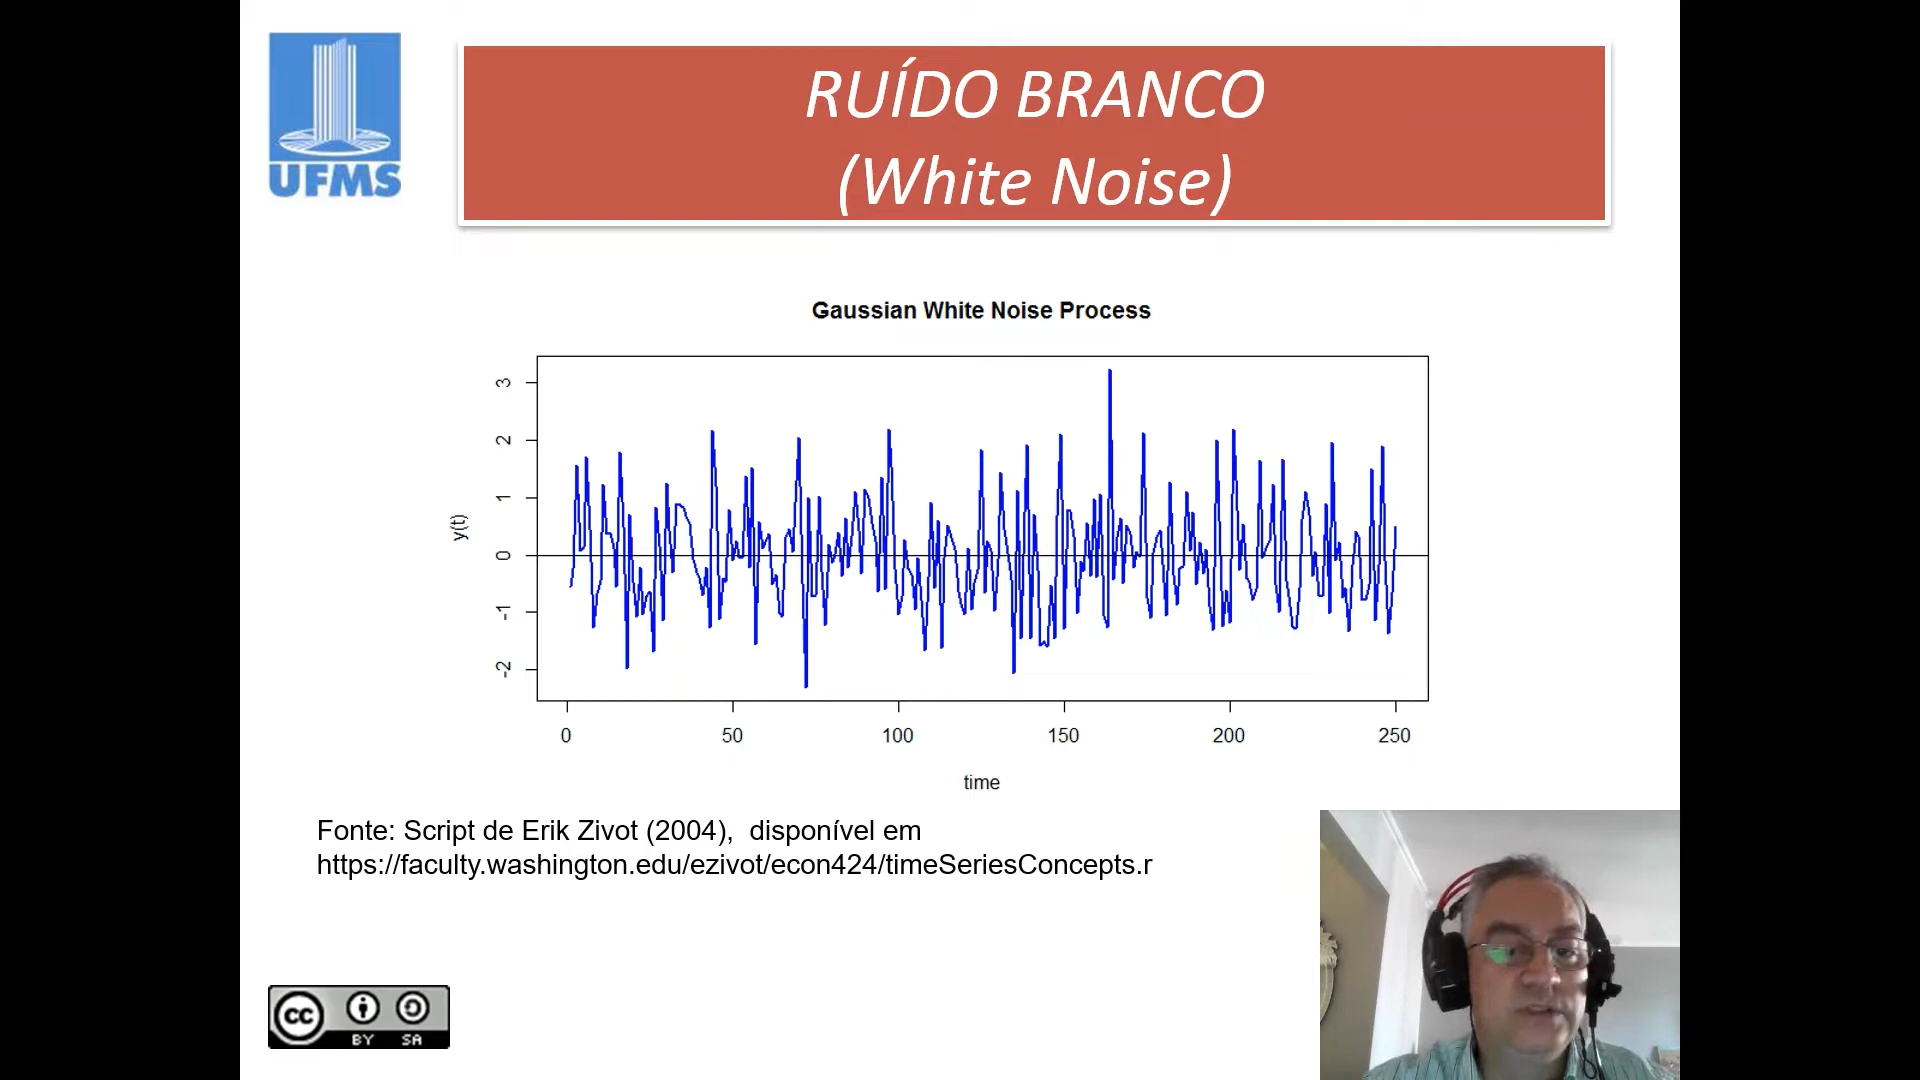 UFMS
RUÍDO BRANCO
(White Noise)
Gaussian White Noise Process
y(t)
3
2
1
0
-1
-2
0 50 100 150 200 250
time
Fonte: Script de Erik Zivot (2004), disponível em
https://faculty.washington.edu/ezivot/econ424/timeSeriesConcepts.r
cc
BY SA